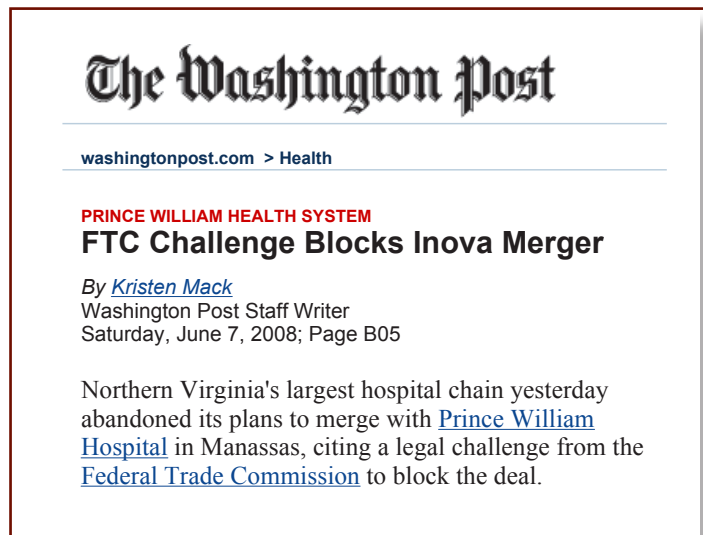 The Washington Post
washingtonpost.com > Health
PRINCE WILLIAM HEALTH SYSTEM
FTC Challenge Blocks Inova Merger
By Kristen Mack
Washington Post Staff Writer
Saturday, June 7, 2008; Page B05
Northern Virginia's largest hospital chain yesterday
abandoned its plans to merge with Prince William
Hospital in Manassas, citing a legal challenge from the
Federal Trade Commission to block the deal.